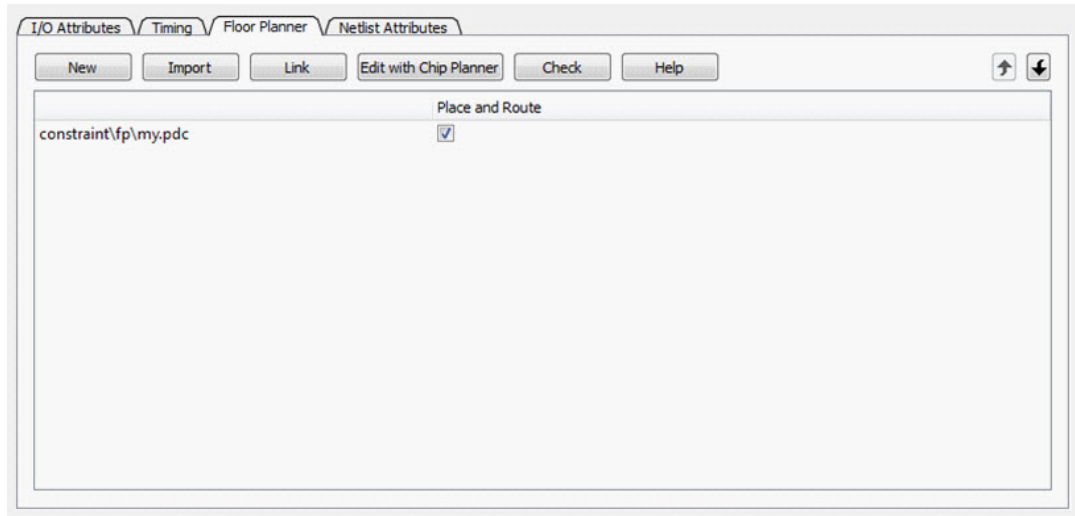 I/O Attributes Timing Floor Planner Netlist Attributes
New Import Link Edit with Chip Planner Check Help
Place and Route
constraint\fp\my.pdc